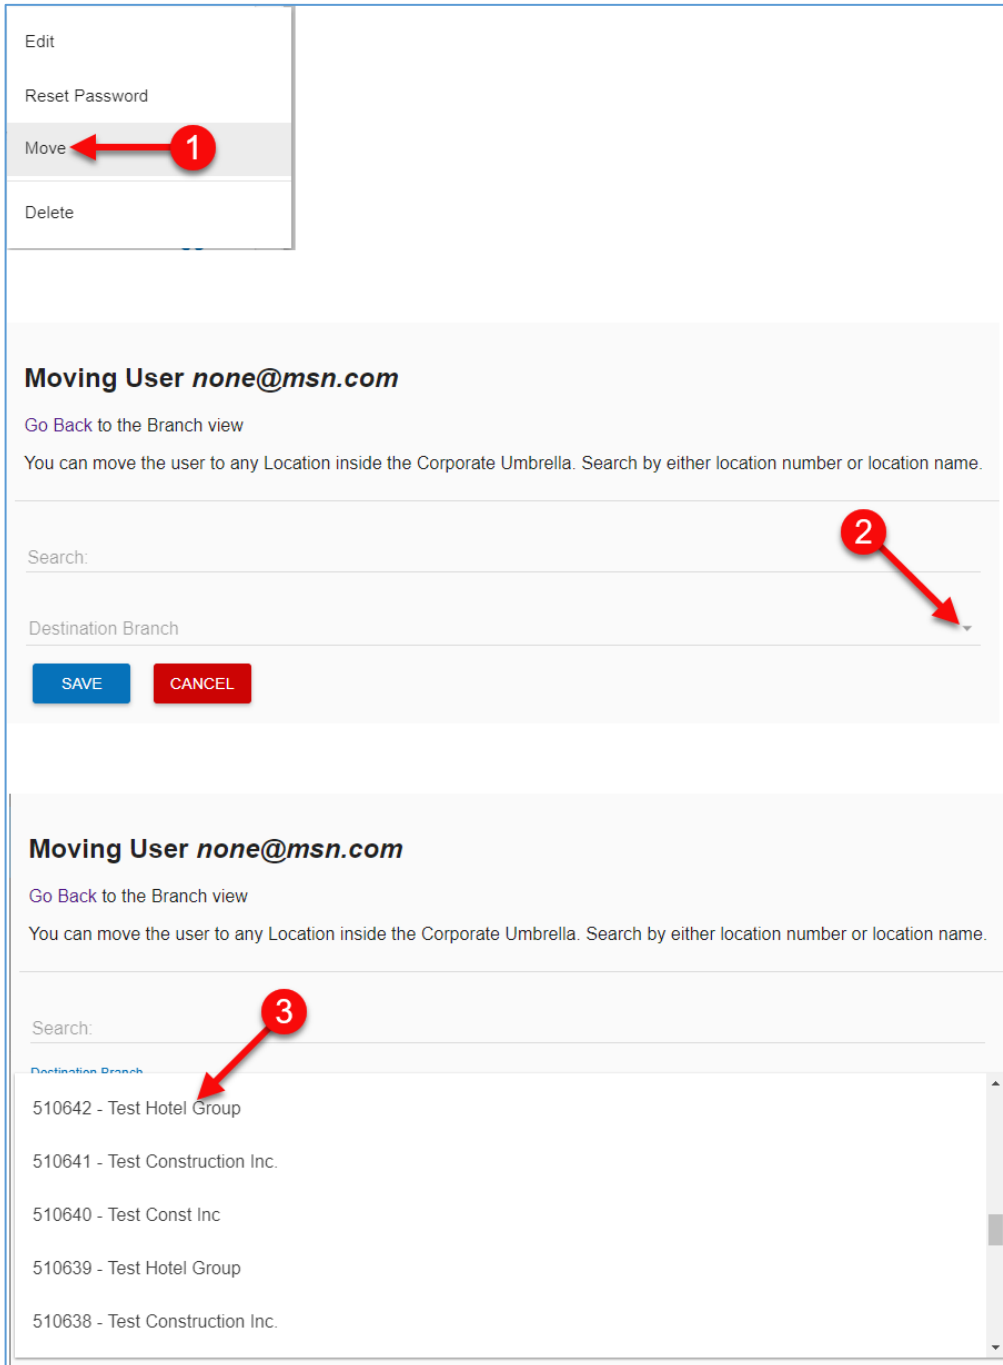 Edit
Reset Password
Move
1
Delete
Moving User none@msn.com
Go Back to the Branch view
You can move the user to any Location inside the Corporate Umbrella. Search by either location number or location name.
2
Search:
Destination Branch
SAVE CANCEL
Moving User none@msn.com
Go Back to the Branch view
You can move the user to any Location inside the Corporate Umbrella. Search by either location number or location name.
3
Search:
Destination Branch
510642 - Test Hotel Group
510641 - Test Construction Inc.
510640 - Test Const Inc
510639 - Test Hotel Group
510638 - Test Construction Inc.